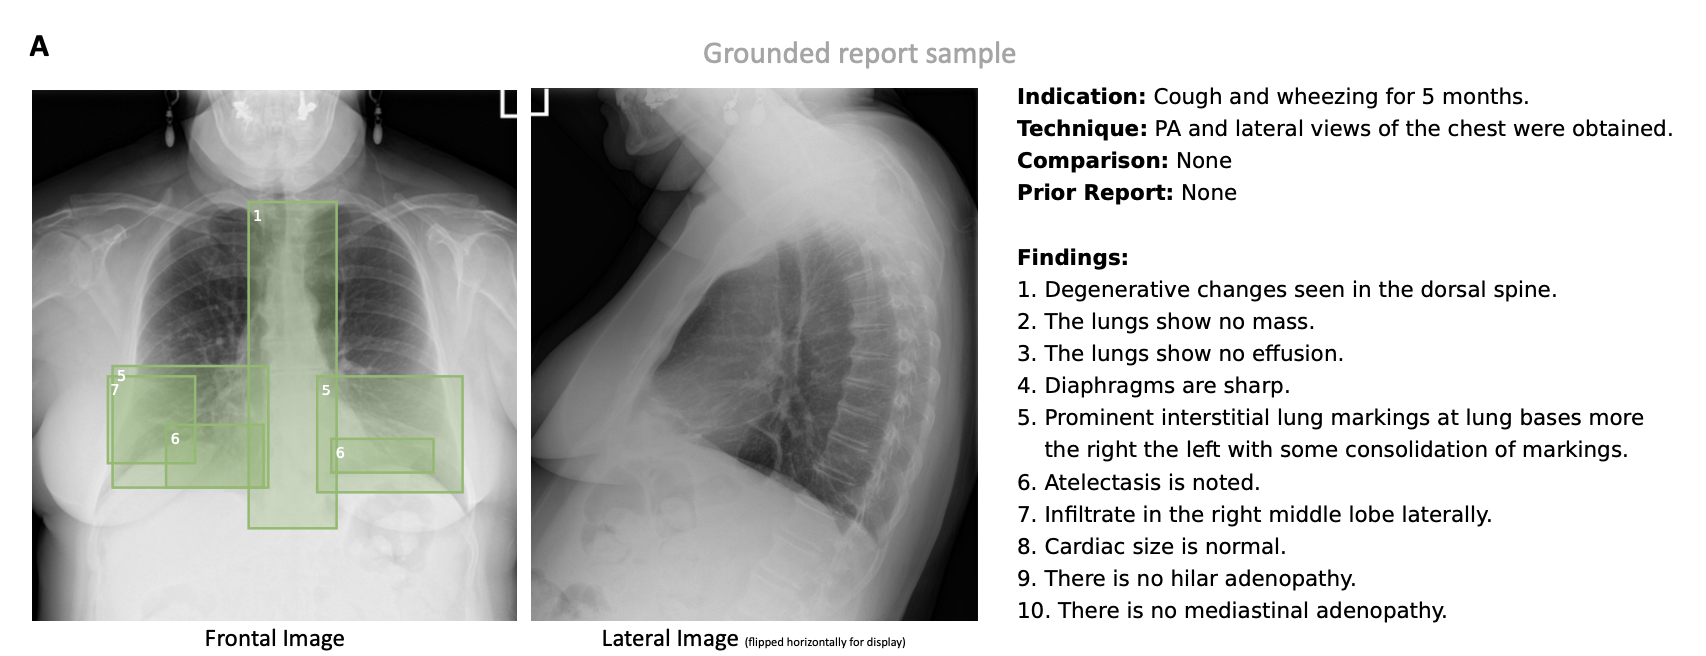 A
Grounded report sample
1
5
7
6
5
6
Frontal Image
Lateral Image (flipped horizontally for display)
Indication: Cough and wheezing for 5 months.
Technique: PA and lateral views of the chest were obtained.
Comparison: None
Prior Report: None
Findings:
1. Degenerative changes seen in the dorsal spine.
2. The lungs show no mass.
3. The lungs show no effusion.
4. Diaphragms are sharp.
5. Prominent interstitial lung markings at lung bases more
the right the left with some consolidation of markings.
6. Atelectasis is noted.
7. Infiltrate in the right middle lobe laterally.
8. Cardiac size is normal.
9. There is no hilar adenopathy.
10. There is no mediastinal adenopathy.